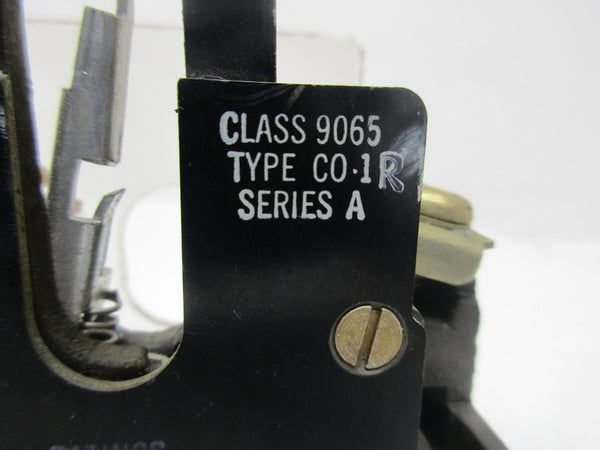 CLASS 9065
TYPE CO·1R
SERIES A